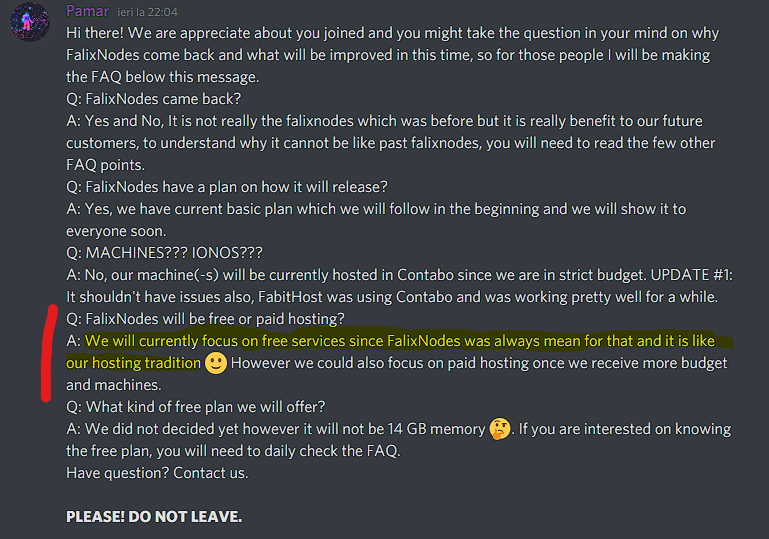 Pamar ieri la 22:04
Hi there! We are appreciate about you joined and you might take the question in your mind on why
FalixNodes come back and what will be improved in this time, so for those people I will be making
the FAQ below this message.
Q: FalixNodes came back?
A: Yes and No, It is not really the falixnodes which was before but it is really benefit to our future
customers, to understand why it cannot be like past falixnodes, you will need to read the few other
FAQ points.
Q: FalixNodes have a plan on how it will release?
A: Yes, we have current basic plan which we will follow in the beginning and we will show it to
everyone soon.
Q: MACHINES??? IONOS???
A: No, our machine(-s) will be currently hosted in Contabo since we are in strict budget. UPDATE #1:
It shouldn't have issues also, FabitHost was using Contabo and was working pretty well for a while.
Q: FalixNodes will be free or paid hosting?
A: We will currently focus on free services since FalixNodes was always mean for that and it is like
our hosting tradition 🙂 However we could also focus on paid hosting once we receive more budget
and machines.
Q: What kind of free plan we will offer?
A: We did not decided yet however it will not be 14 GB memory 🤔. If you are interested on knowing
the free plan, you will need to daily check the FAQ.
Have question? Contact us.
PLEASE! DO NOT LEAVE.